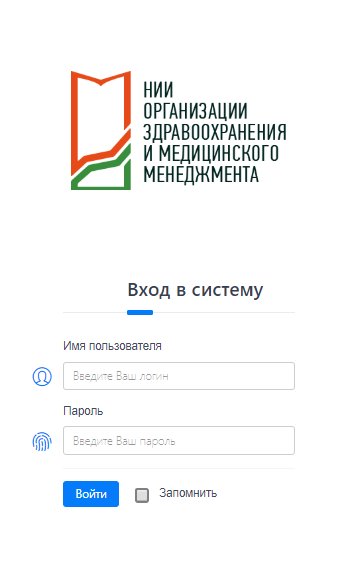 НИИ
ОРГАНИЗАЦИИ
ЗДРАВООХРАНЕНИЯ
И МЕДИЦИНСКОГО
МЕНЕДЖМЕНТА
Вход в систему
Имя пользователя
Введите Ваш логин
Пароль
Введите Ваш пароль
Войти Запомнить